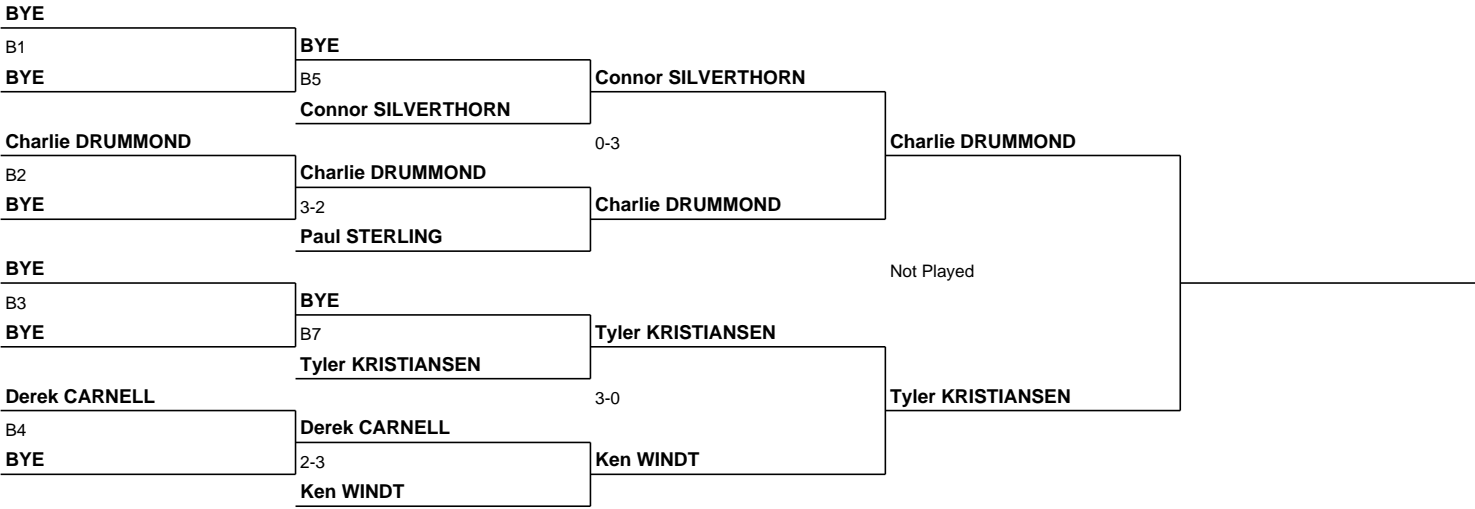 BYE
B1
BYE
BYE
B5
Connor SILVERTHORN
Connor SILVERTHORN
0-3
Charlie DRUMMOND
Charlie DRUMMOND
B2
BYE
Charlie DRUMMOND
3-2
Paul STERLING
Charlie DRUMMOND
Not Played
BYE
B3
BYE
BYE
B7
Tyler KRISTIANSEN
Tyler KRISTIANSEN
3-0
Tyler KRISTIANSEN
Derek CARNELL
B4
BYE
Derek CARNELL
2-3
Ken WINDT
Ken WINDT